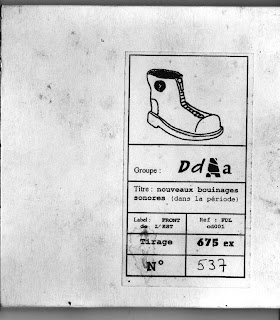 Groupe : DdAa
Titre : nouveaux bouinages
sonores (dans la période)
Label : FRONT
de L'EST
Ref : FDL
od001
Tirage 675 ex
N° 537